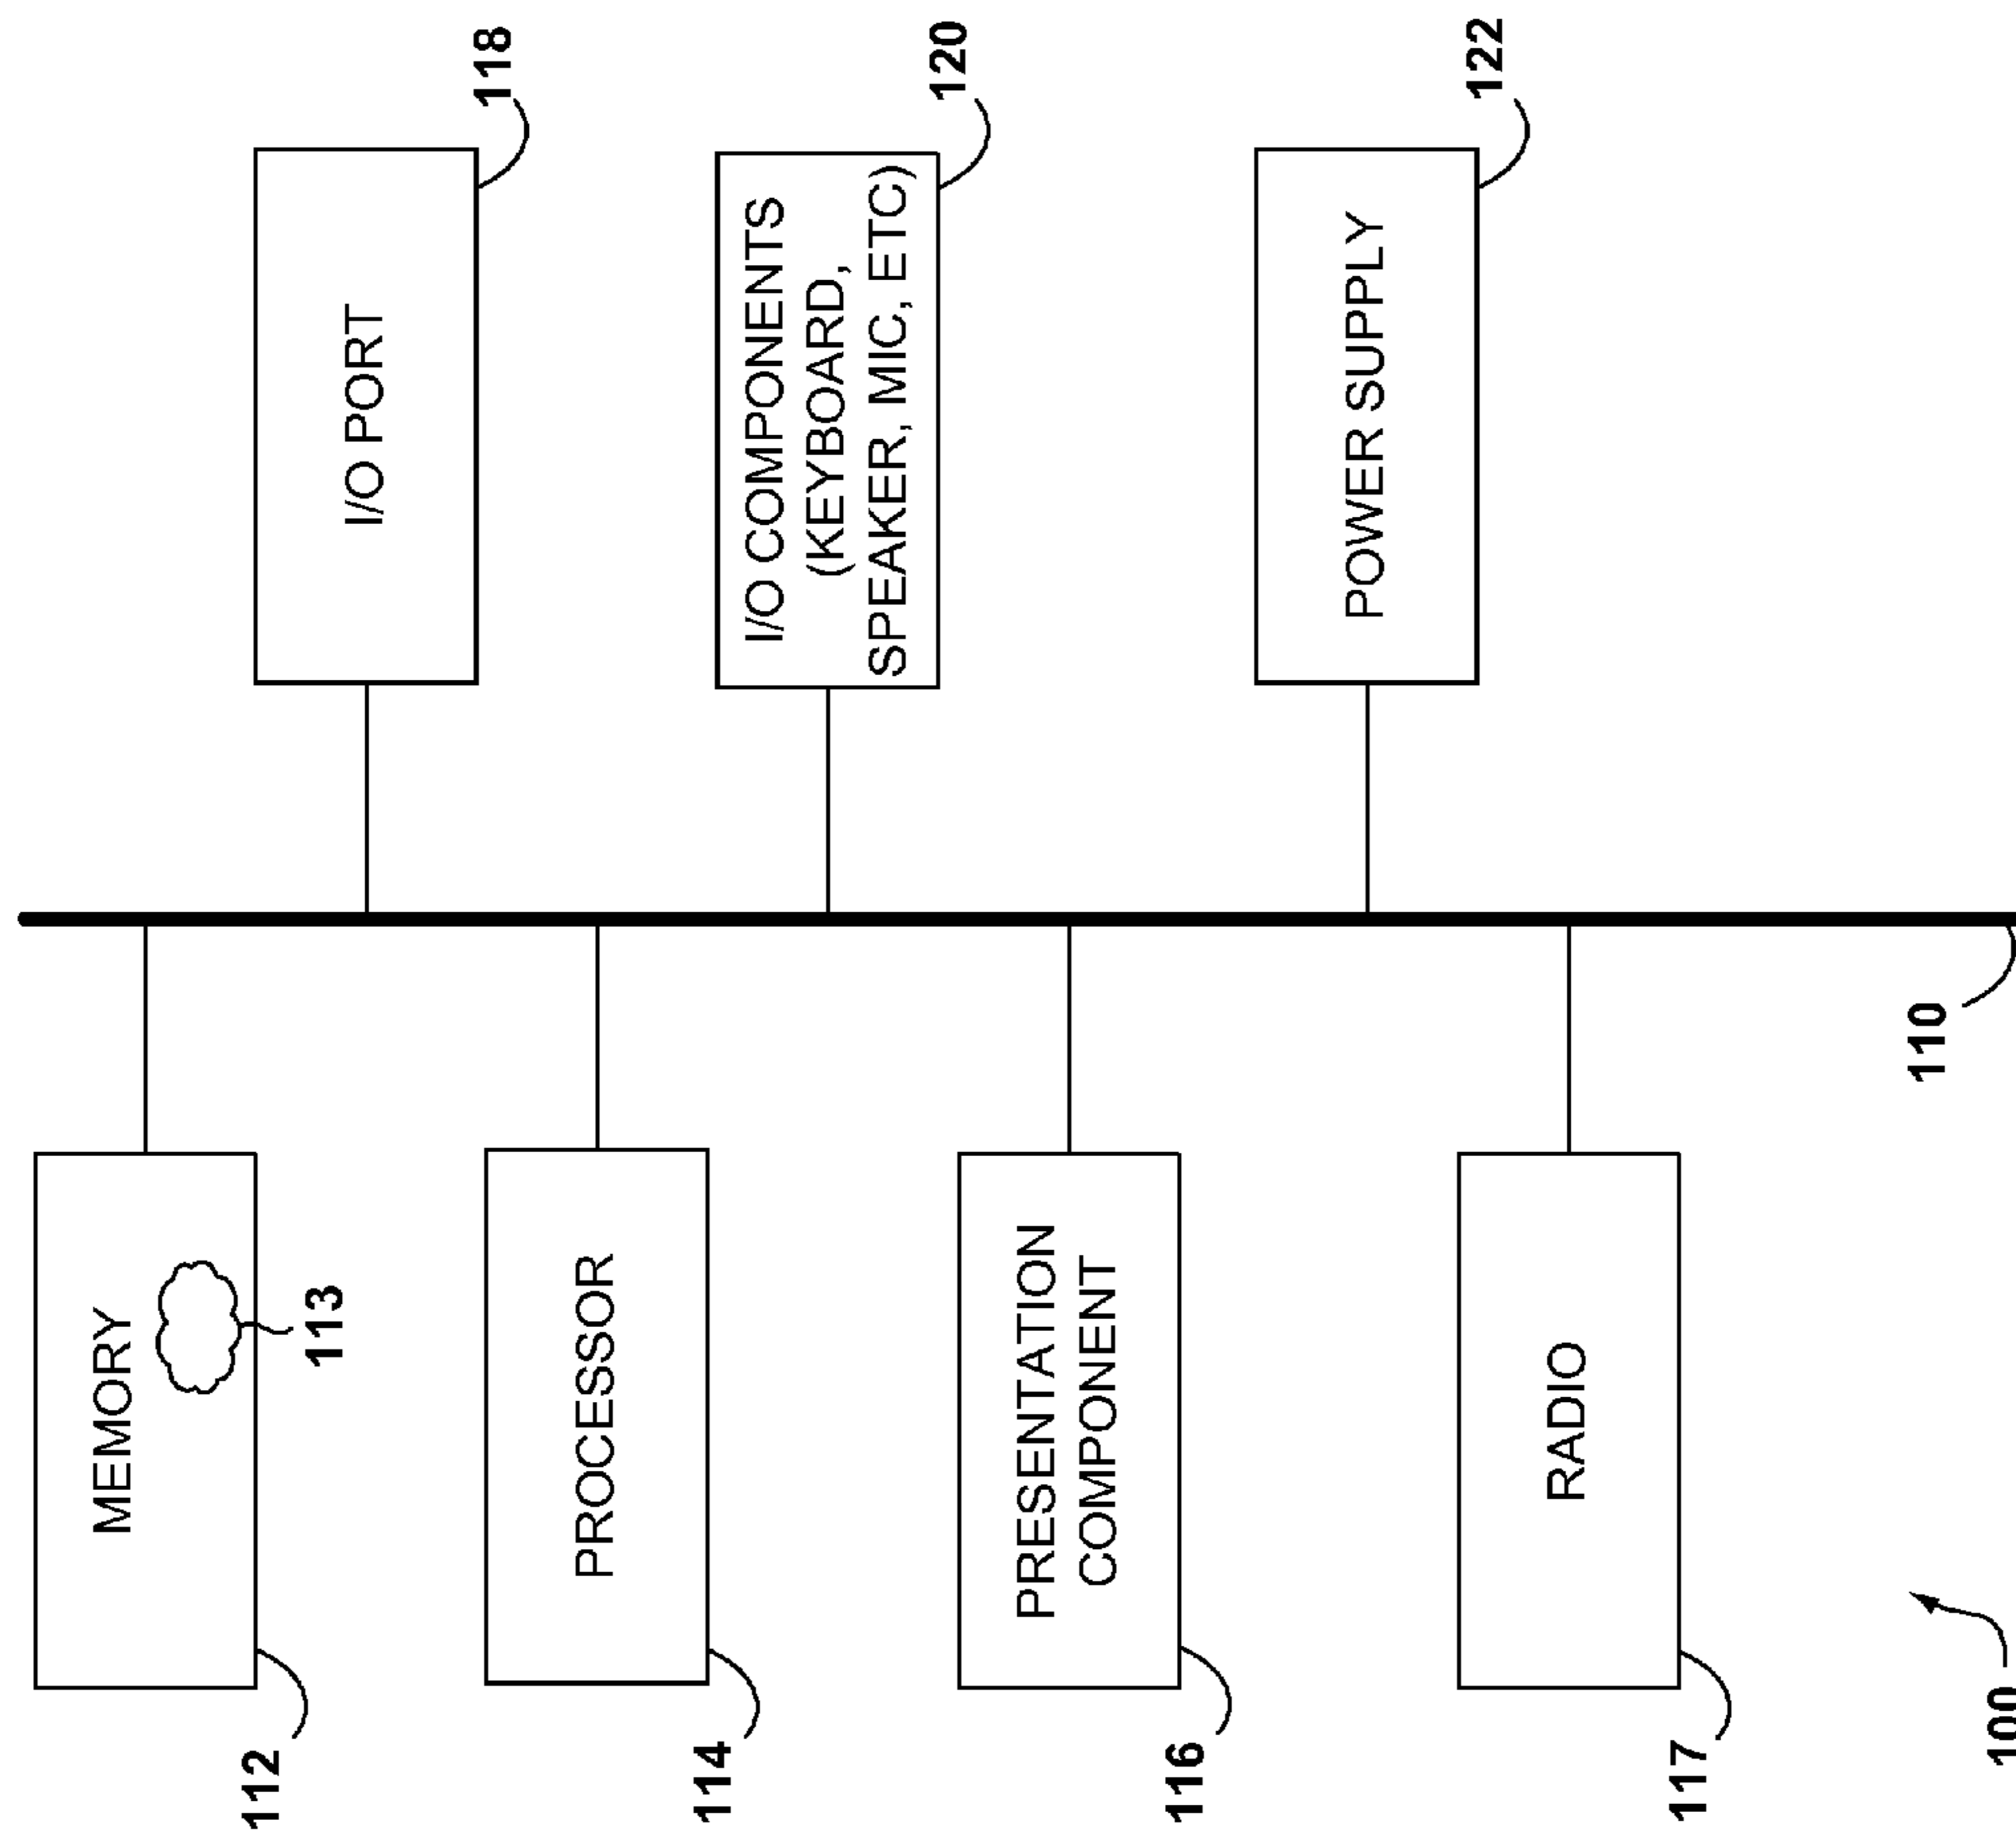 112
MEMORY
113
114
PROCESSOR
116
PRESENTATION
COMPONENT
117
RADIO
100
110
I/O PORT
118
I/O COMPONENTS
(KEYBOARD,
SPEAKER, MIC, ETC)
120
POWER SUPPLY
122